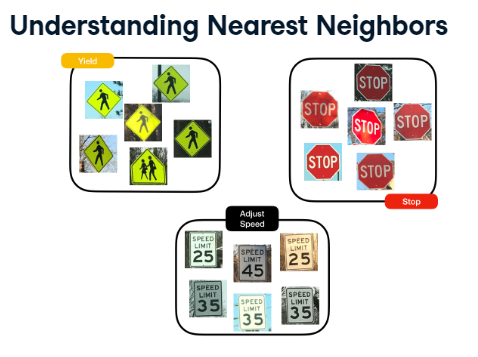 Understanding Nearest Neighbors
Yield
STOP
STOP
STOP
STOP
STOP
STOP
Stop
Adjust
Speed
SPEED
LIMIT
25
SPEED
LIMIT
45
SPEED
LIMIT
25
SPEED
LIMIT
35
SPEED
LIMIT
35
SPEED
LIMIT
35